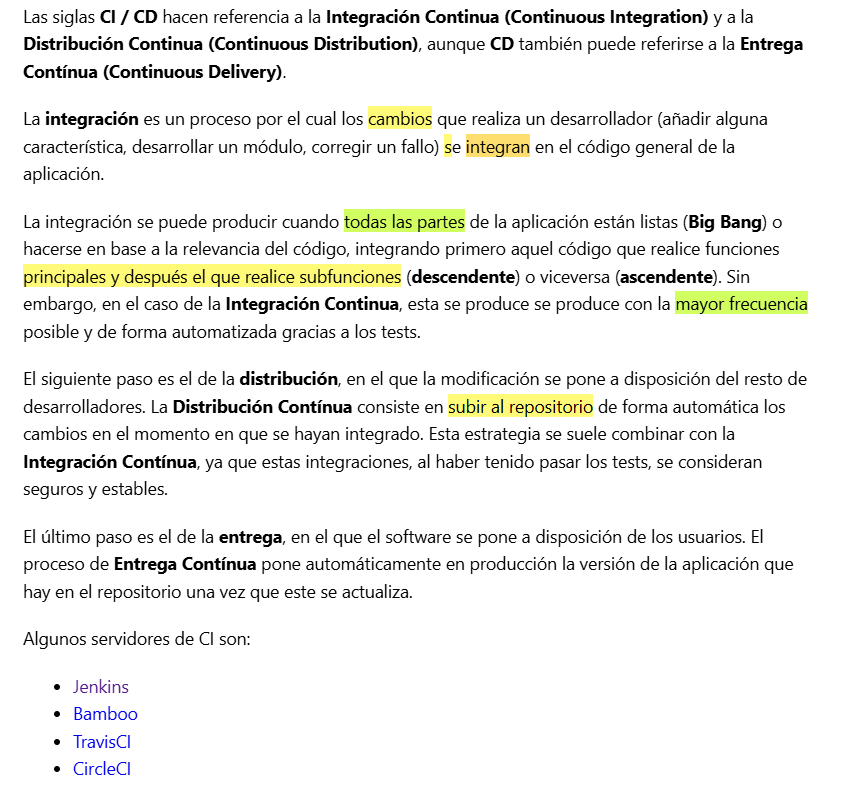 Las siglas CI / CD hacen referencia a la Integración Continua (Continuous Integration) y a la
Distribución Continua (Continuous Distribution), aunque CD también puede referirse a la Entrega
Contínua (Continuous Delivery).
La integración es un proceso por el cual los cambios que realiza un desarrollador (añadir alguna
característica, desarrollar un módulo, corregir un fallo) se integran en el código general de la
aplicación.
La integración se puede producir cuando todas las partes de la aplicación están listas (Big Bang) o
hacerse en base a la relevancia del código, integrando primero aquel código que realice funciones
principales y después el que realice subfunciones (descendente) o viceversa (ascendente). Sin
embargo, en el caso de la Integración Continua, esta se produce se produce con la mayor frecuencia
posible y de forma automatizada gracias a los tests.
El siguiente paso es el de la distribución, en el que la modificación se pone a disposición del resto de
desarrolladores. La Distribución Contínua consiste en subir al repositorio de forma automática los
cambios en el momento en que se hayan integrado. Esta estrategia se suele combinar con la
Integración Contínua, ya que estas integraciones, al haber tenido pasar los tests, se consideran
seguros y estables.
El último paso es el de la entrega, en el que el software se pone a disposición de los usuarios. El
proceso de Entrega Contínua pone automáticamente en producción la versión de la aplicación que
hay en el repositorio una vez que este se actualiza.
Algunos servidores de CI son:
• Jenkins
• Bamboo
• TravisCI
• CircleCI